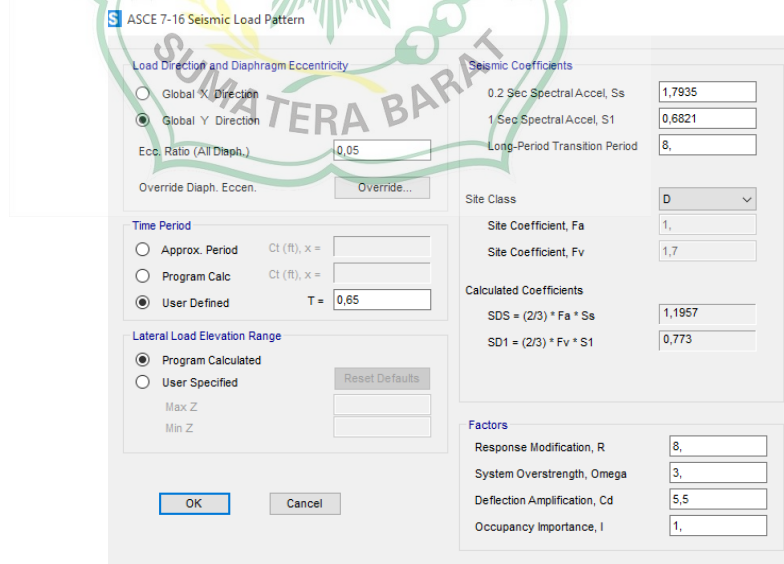 ASCE 7-16 Seismic Load Pattern
SUMATERA BARAT
Load Direction and Diaphragm Eccentricity
Global X Direction
Global Y Direction
Ecc. Ratio (All Diaph.) 0,05
Override Diaph. Eccen. Override...
Time Period
Approx. Period Ct (ft), x =
Program Calc Ct (ft), x =
User Defined T = 0,65
Lateral Load Elevation Range
Program Calculated
User Specified Reset Defaults
Max Z
Min Z
OK Cancel
Seismic Coefficients
0.2 Sec Spectral Accel, Ss 1,7935
1 Sec Spectral Accel, S1 0,6821
Long-Period Transition Period 8,
Site Class D
Site Coefficient, Fa 1,
Site Coefficient, Fv 1,7
Calculated Coefficients
SDS = (2/3) * Fa * Ss 1,1957
SD1 = (2/3) * Fv * S1 0,773
Factors
Response Modification, R 8,
System Overstrength, Omega 3,
Deflection Amplification, Cd 5,5
Occupancy Importance, I 1,